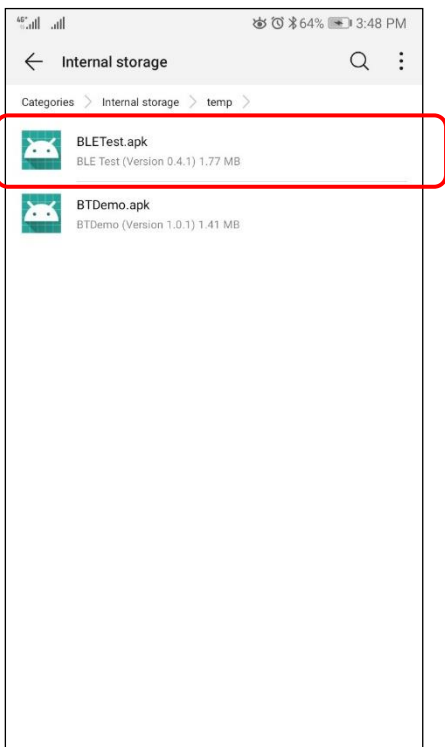 4G+ 64% 3:48 PM
Internal storage
Categories Internal storage temp
BLETest.apk
BLE Test (Version 0.4.1) 1.77 MB
BTDemo.apk
BTDemo (Version 1.0.1) 1.41 MB